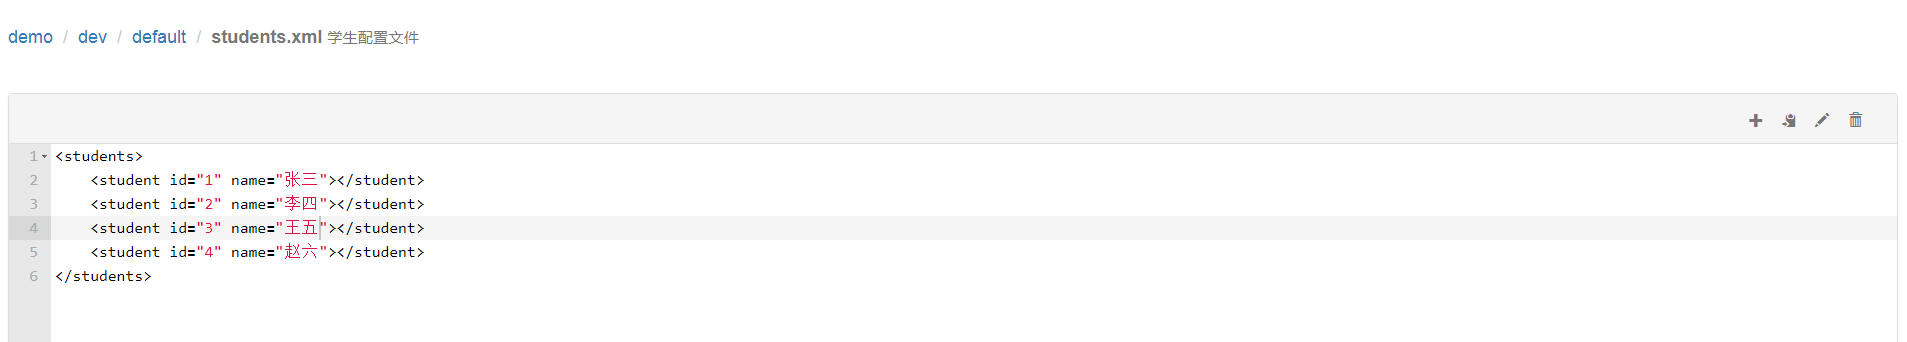 demo / dev / default / students.xml 学生配置文件
1 <students>
2     <student id="1" name="张三"></student>
3     <student id="2" name="李四"></student>
4     <student id="3" name="王五"></student>
5     <student id="4" name="赵六"></student>
6 </students>